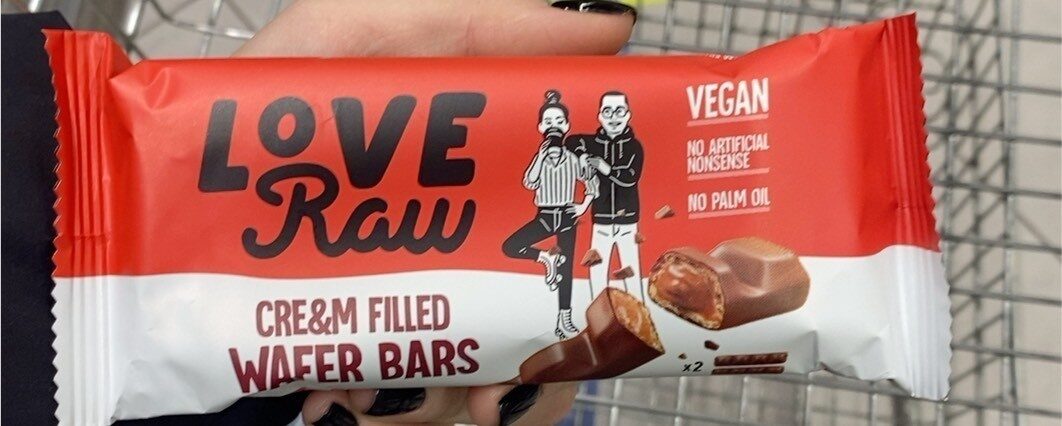 LOVE
Raw
CRE&M FILLED
WAFER BARS
VEGAN
NO ARTIFICIAL
NONSENSE
NO PALM OIL
x2